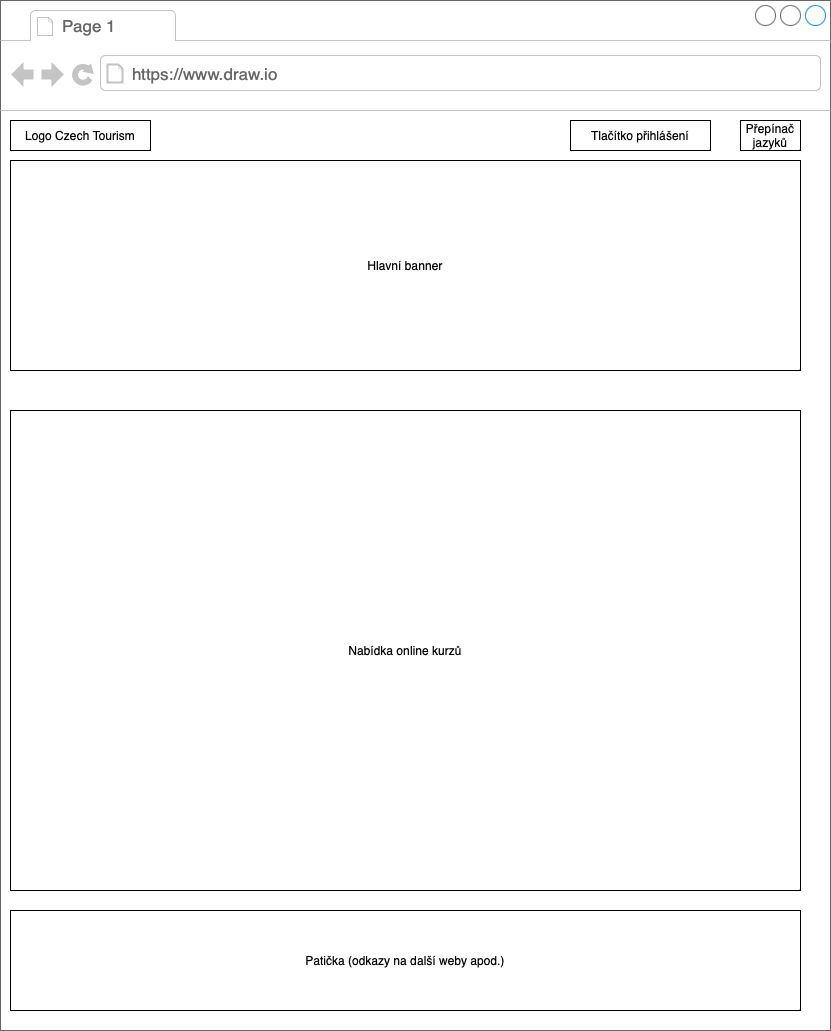 Page 1
https://www.draw.io
Logo Czech Tourism
Tlačítko přihlášení
Přepínač
jazyků
Hlavní banner
Nabídka online kurzů
Patička (odkazy na další weby apod.)